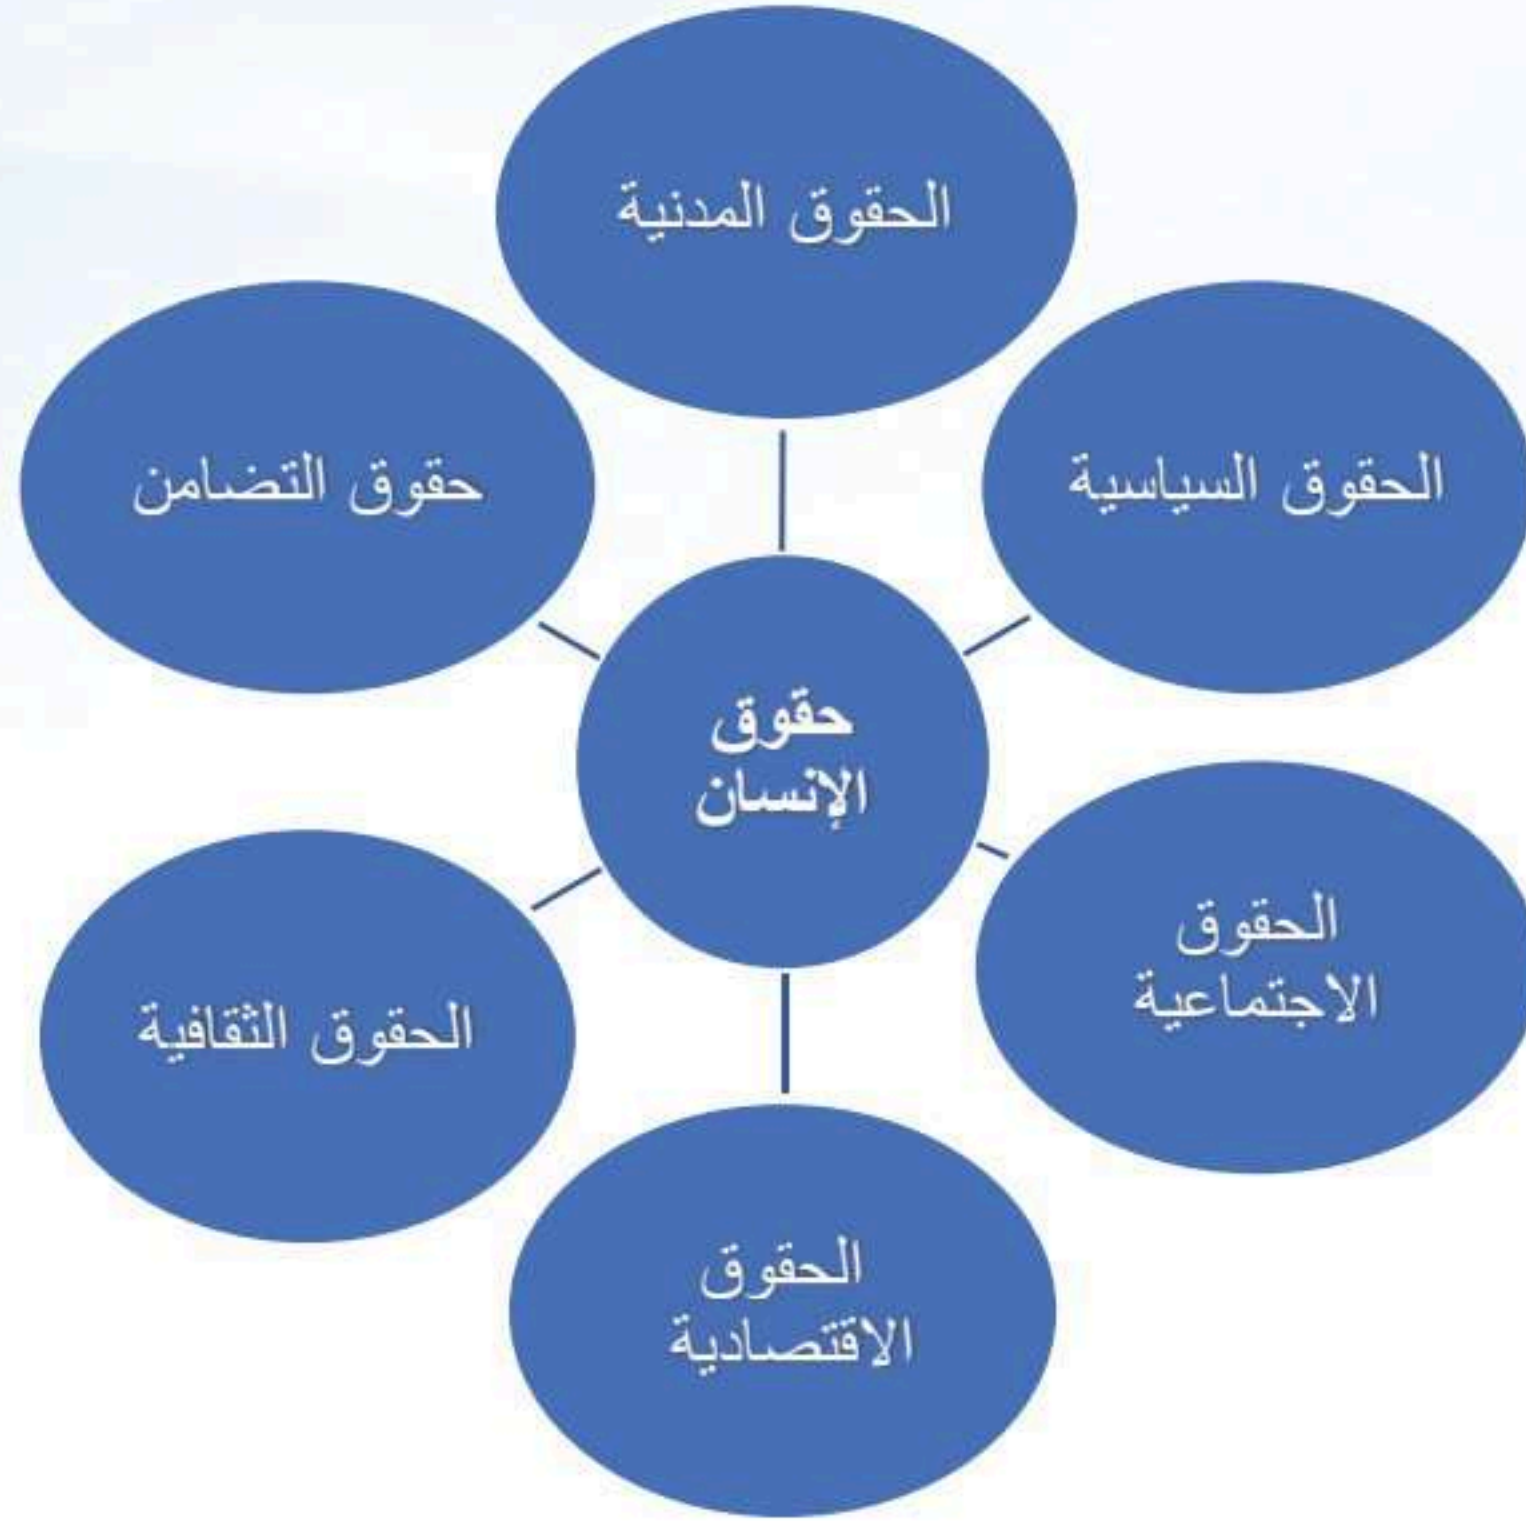 الحقوق المدنية
الحقوق السياسية
حقوق التضامن
حقوق
الإنسان
الحقوق
الاجتماعية
الحقوق الثقافية
الحقوق
الاقتصادية